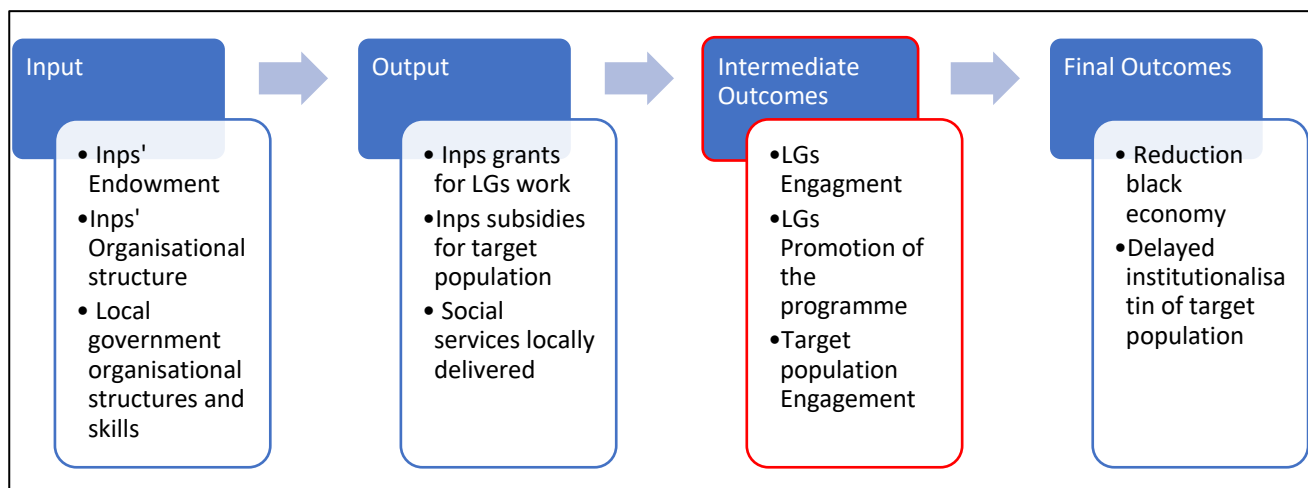 Input
• Inps'
Endowment
•Inps'
Organisational
structure
• Local
government
organisational
structures and
skills
Output
• Inps grants
for LGs work
•Inps subsidies
for target
population
• Social
services locally
delivered
Intermediate
Outcomes
•LGs
Engagment
•LGs
Promotion of
the
programme
•Target
population
Engagement
Final Outcomes
• Reduction
black
economy
•Delayed
institutionalisa
tin of target
population